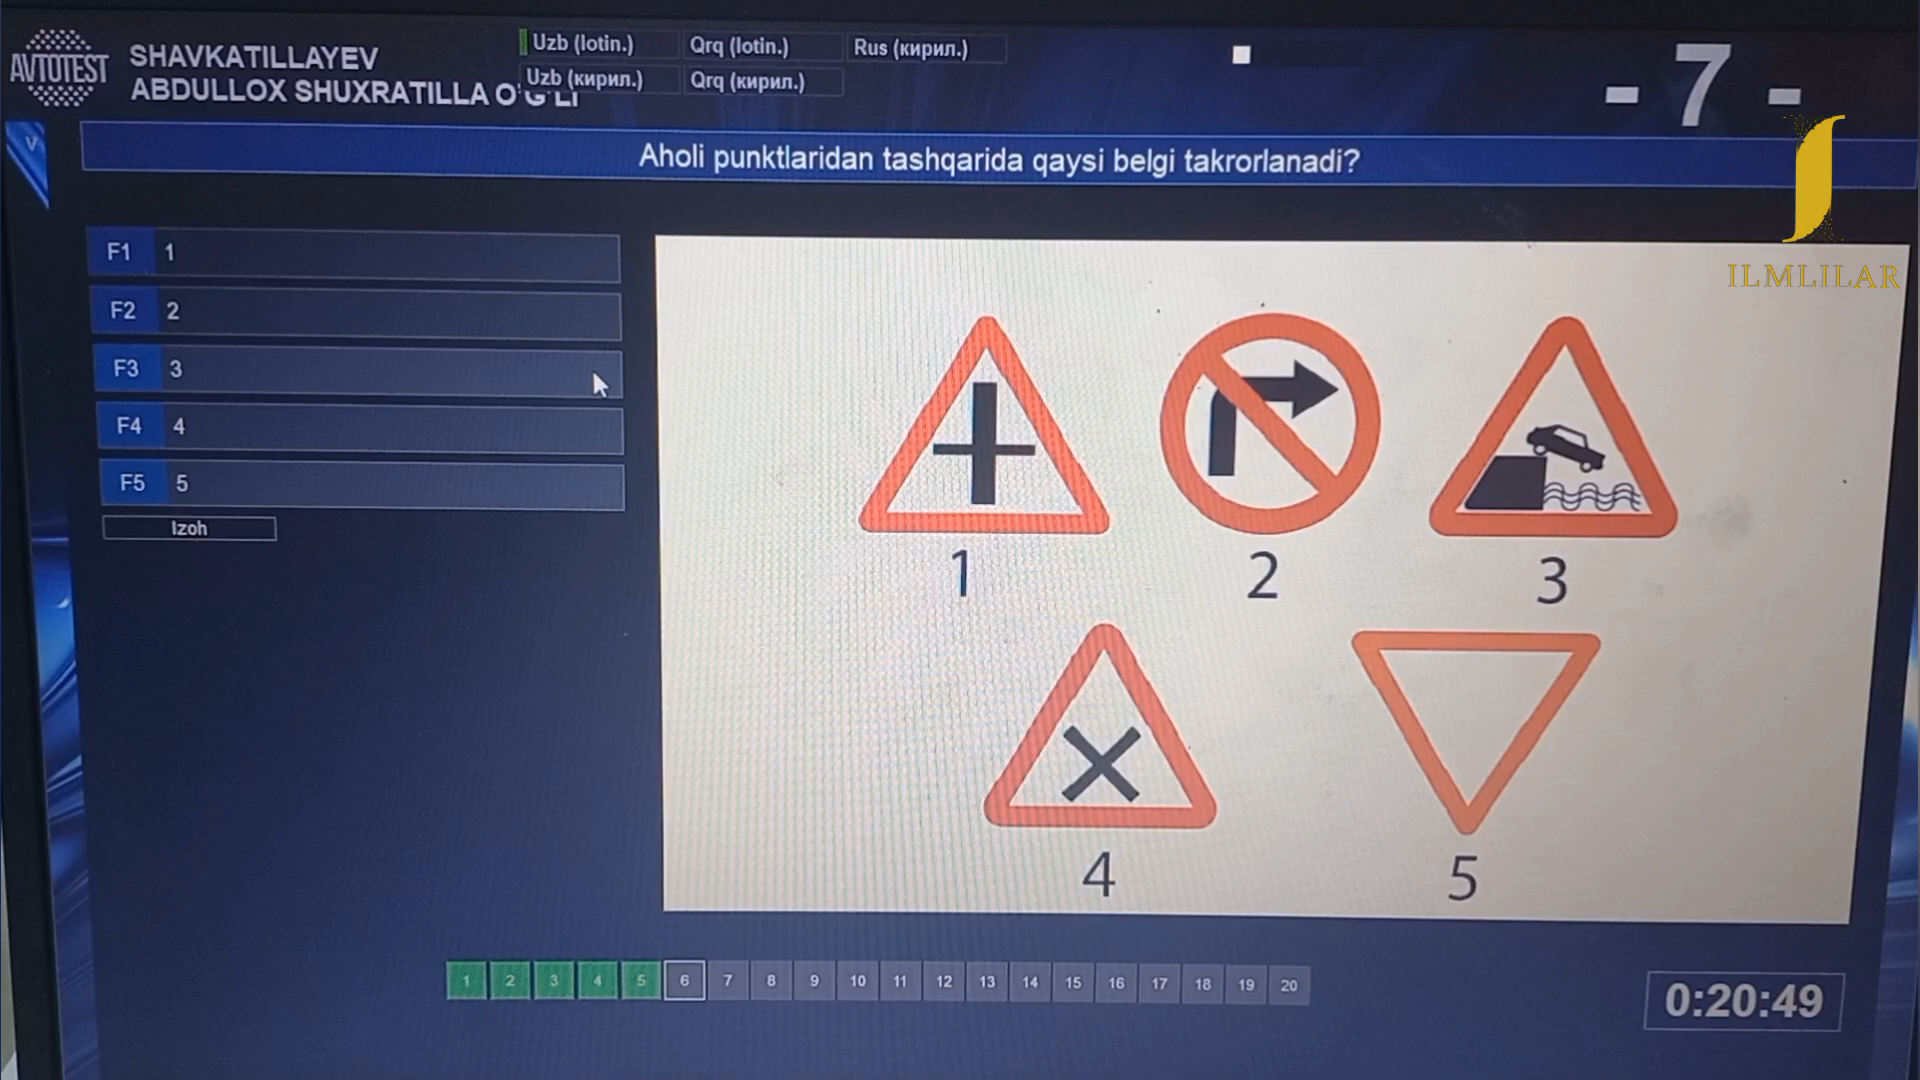 AVTOTEST
SHAVKATILLAYEV
ABDULLOX SHUXRATILLA O'G'LI
Uzb (lotin.)
Qrq (lotin.)
Rus (кирил.)
Uzb (кирил.)
Qrq (кирил.)
- 7 -
V
Aholi punktlaridan tashqarida qaysi belgi takrorlanadi?
ILMLILAR
F1 1
F2 2
F3 3
F4 4
F5 5
Izoh
1 2 3
4 5
1 2 3 4 5 6 7 8 9 10 11 12 13 14 15 16 17 18 19 20
0:20:49